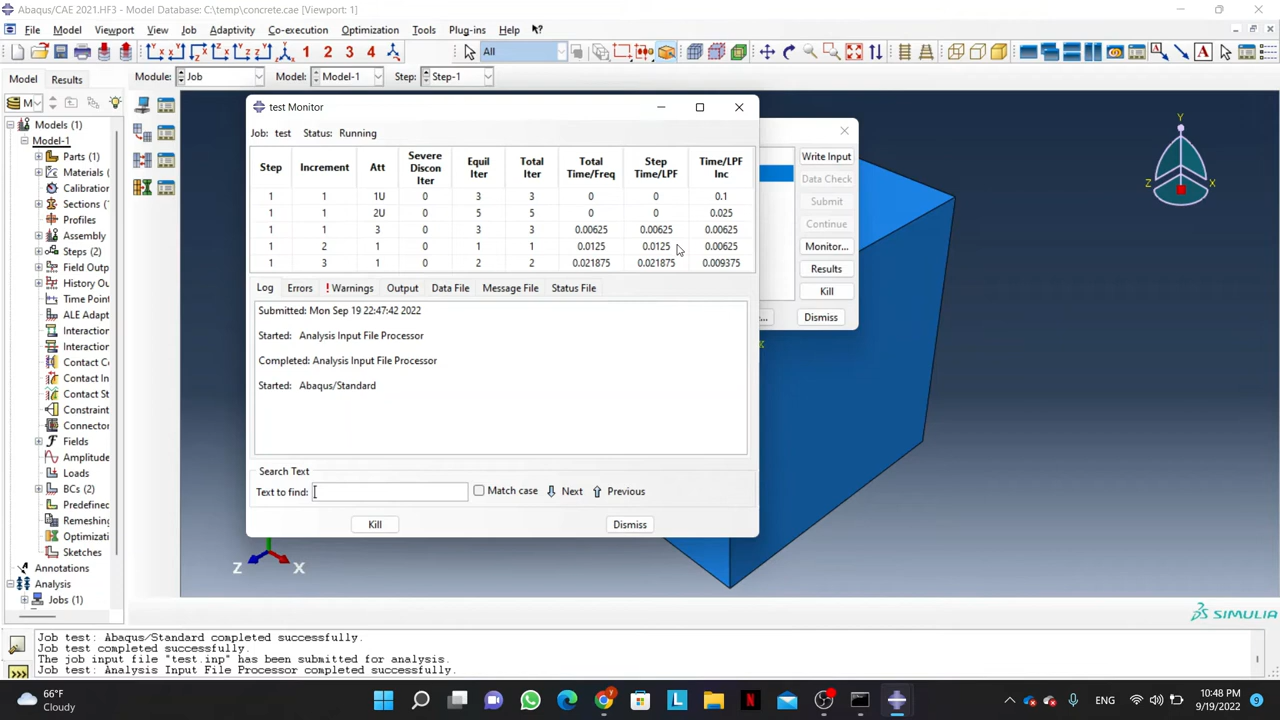 Abaqus/CAE 2021.HF3 - Model Database: C:\temp\concrete.cae [Viewport: 1]
File Model Viewport View Job Adaptivity Co-execution Optimization Tools Plug-ins Help
1 2 3 4 All
Model Results Module: Job Model: Model-1 Step: Step-1
Models (1)
Model-1
Parts (1)
Materials (
Calibration
Sections (
Profiles
Assembly
Steps (2)
Field Outp
History Ou
Time Point
ALE Adapt
Interaction
Interaction
Contact Co
Contact In
Contact St
Constraint
Connector
Fields
Amplitude
Loads
BCs (2)
Predefined
Remeshing
Optimizati
Sketches
Annotations
Analysis
Jobs (1)
test Monitor
Job: test Status: Running
Step Increment Att Severe Discon Iter Equil Iter Total Iter Total Time/Freq Step Time/LPF Time/LPF Inc
1 1 1U 0 3 3 0 0 0.1
1 1 2U 0 5 5 0 0 0.025
1 1 3 0 3 3 0.00625 0.00625 0.00625
1 2 1 0 1 1 0.0125 0.0125 0.00625
1 3 1 0 2 2 0.021875 0.021875 0.009375
Log Errors ! Warnings Output Data File Message File Status File
Submitted: Mon Sep 19 22:47:42 2022
Started: Analysis Input File Processor
Completed: Analysis Input File Processor
Started: Abaqus/Standard
Search Text
Text to find: Match case Next Previous
Kill Dismiss
Write Input
Data Check
Submit
Continue
Monitor...
Results
Kill
... Dismiss
Y
Z X
Z X
X
SIMULIA
Job test: Abaqus/Standard completed successfully.
Job test completed successfully.
The job input file "test.inp" has been submitted for analysis.
Job test: Analysis Input File Processor completed successfully.
66°F
Cloudy
ENG
10:48 PM
9/19/2022